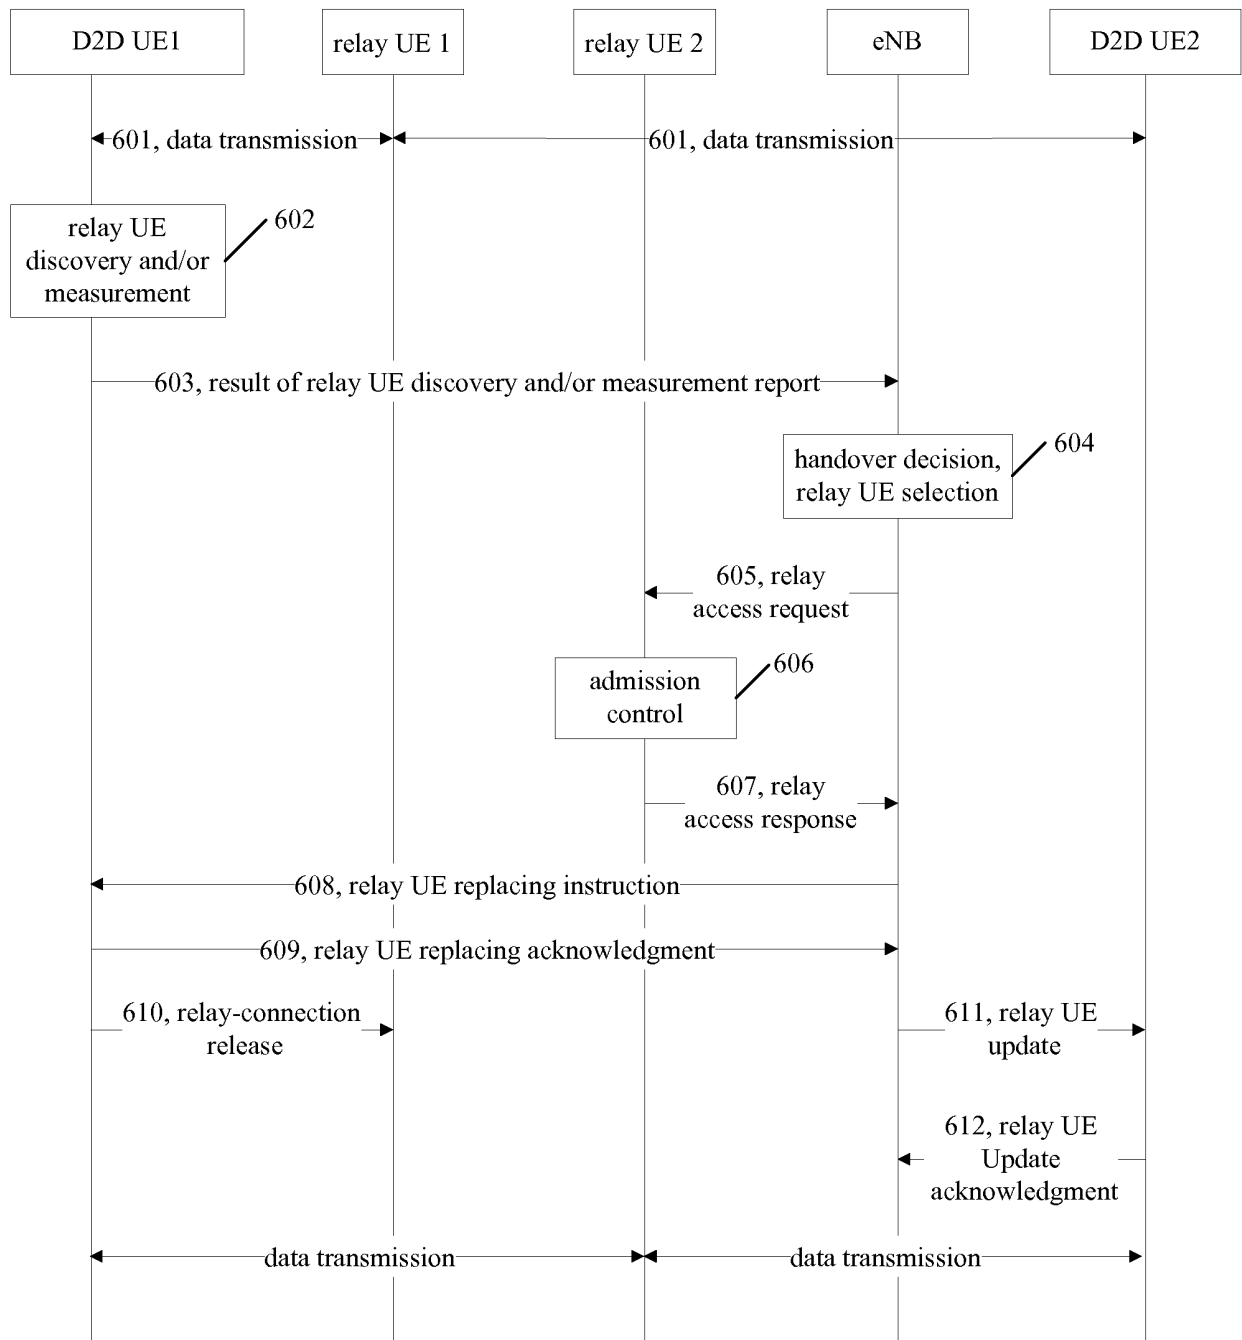 D2D UE1
relay UE 1
relay UE 2
eNB
D2D UE2
601, data transmission
601, data transmission
relay UE
discovery and/or
measurement
602
603, result of relay UE discovery and/or measurement report
handover decision,
relay UE selection
604
605, relay
access request
admission
control
606
607, relay
access response
608, relay UE replacing instruction
609, relay UE replacing acknowledgment
610, relay-connection
release
611, relay UE
update
612, relay UE
Update
acknowledgment
data transmission
data transmission